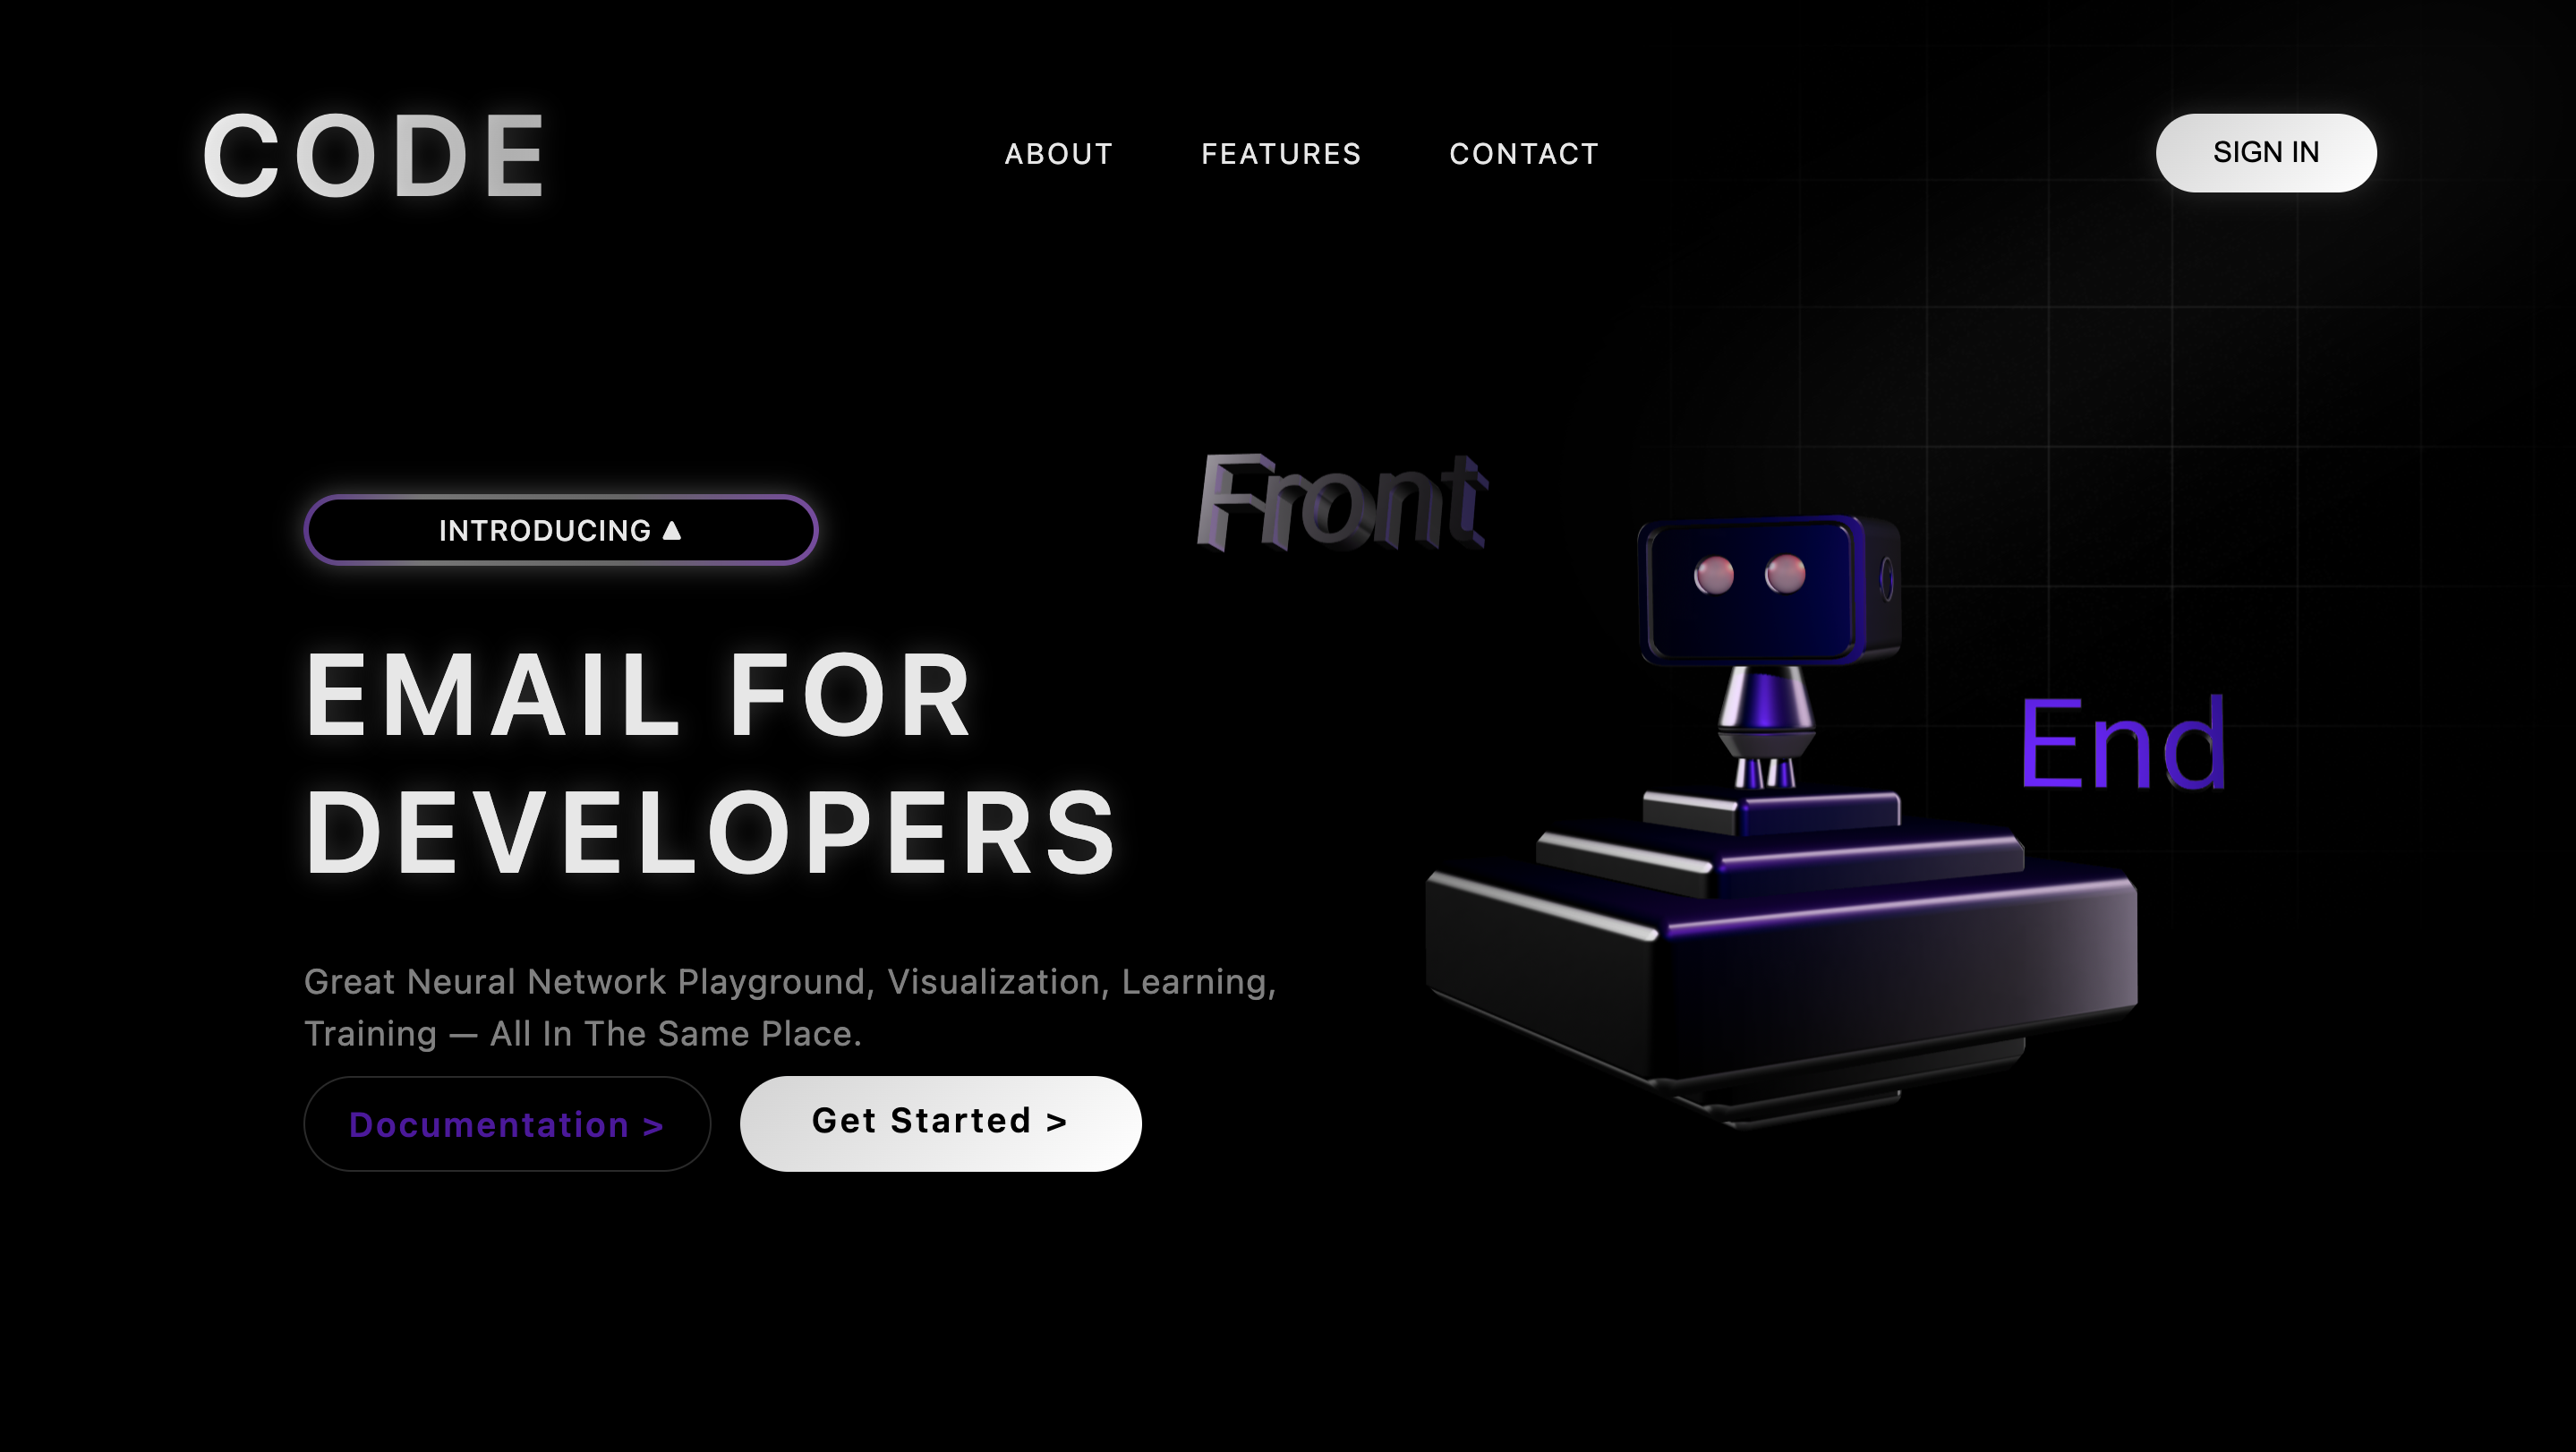 CODE
ABOUT
FEATURES
CONTACT
SIGN IN
INTRODUCING ▲
EMAIL FOR
DEVELOPERS
Great Neural Network Playground, Visualization, Learning,
Training — All In The Same Place.
Documentation >
Get Started >
Front
End